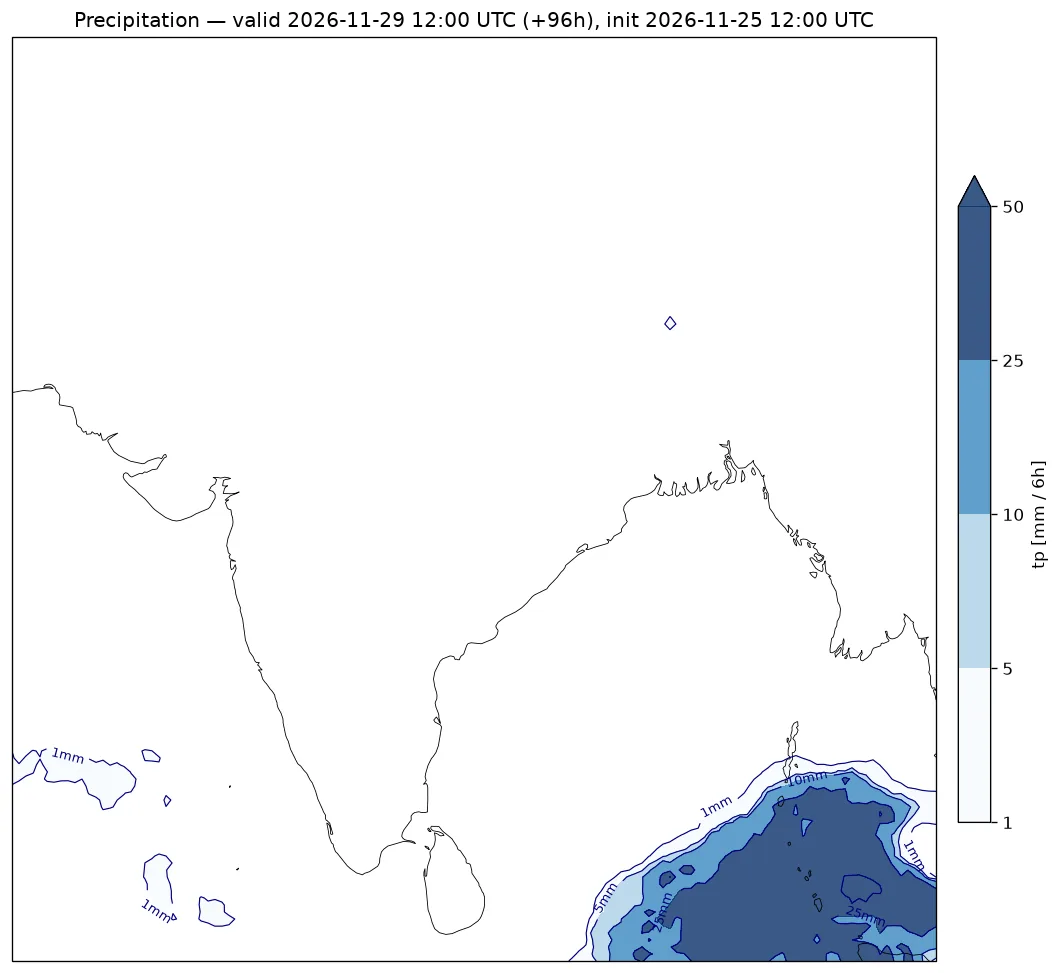 Precipitation — valid 2026-11-29 12:00 UTC (+96h), init 2026-11-25 12:00 UTC
50
25
10
5
1
tp [mm / 6h]
1mm
10mm
1mm
1mm
5mm
25mm
25mm
1mm